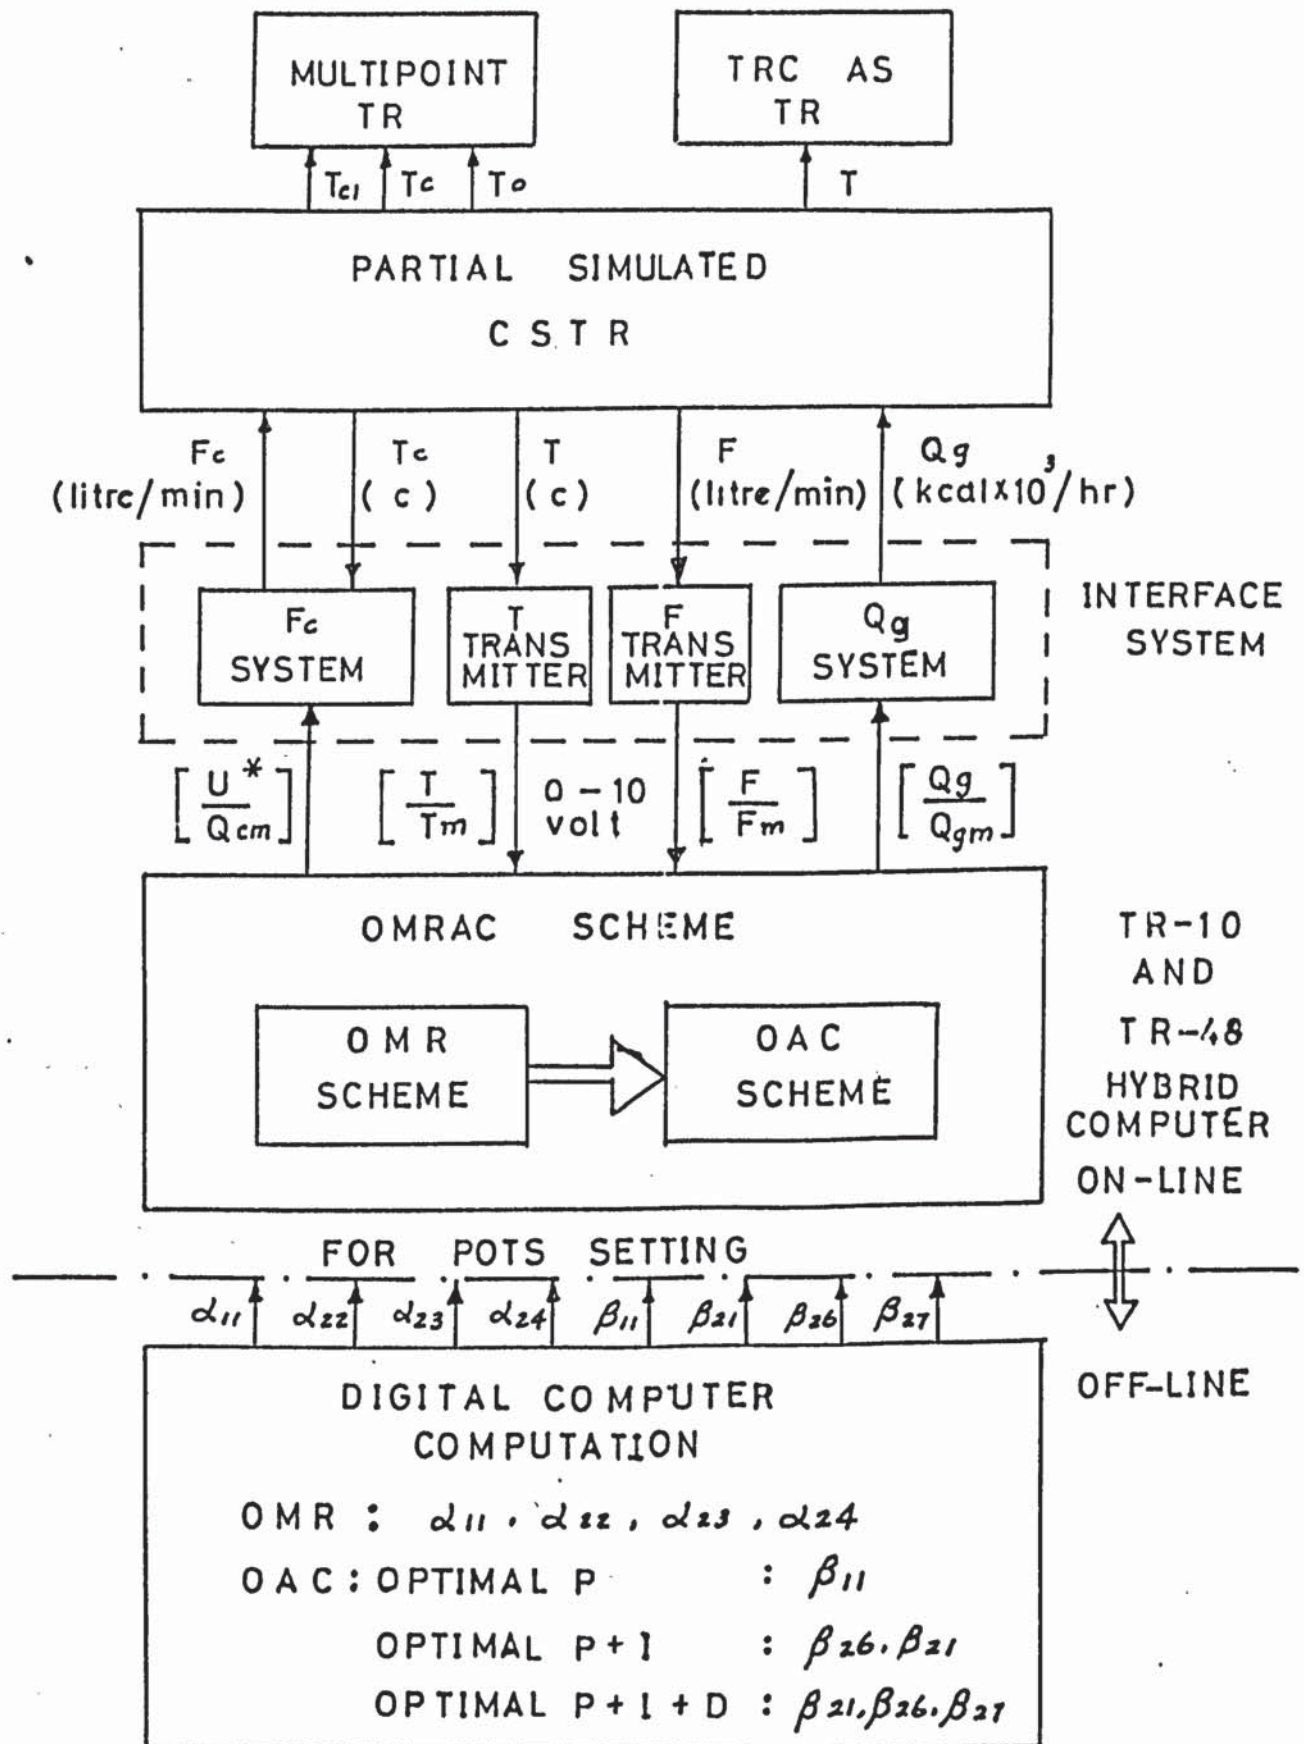 MULTIPOINT
TR
TRC AS
TR
Tc1 Tc To T
PARTIAL SIMULATED
C S T R
Fc
(litre/min)
Tc
( c )
T
( c )
F
(litre/min)
Qg
(kcal×10³/hr)
Fc
SYSTEM
T
TRANS
MITTER
F
TRANS
MITTER
Qg
SYSTEM
INTERFACE
SYSTEM
[U*/Qcm]
[T/Tm]
0-10
volt
[F/Fm]
[Qg/Qgm]
OMRAC SCHEME
OMR
SCHEME
OAC
SCHEME
TR-10
AND
TR-48
HYBRID
COMPUTER
ON-LINE
FOR POTS SETTING
α11 α22 α23 α24 β11 β21 β26 β27
OFF-LINE
DIGITAL COMPUTER
COMPUTATION
OMR : α11, α22, α23, α24
OAC : OPTIMAL P : β11
OPTIMAL P+I : β26, β21
OPTIMAL P+I+D : β21, β26, β27